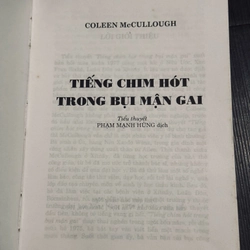 COLEEN McCULLOUGH
TIẾNG CHIM HÓT
TRONG BỤI MẬN GAI
Tiểu thuyết
PHẠM MẠNH HÙNG dịch